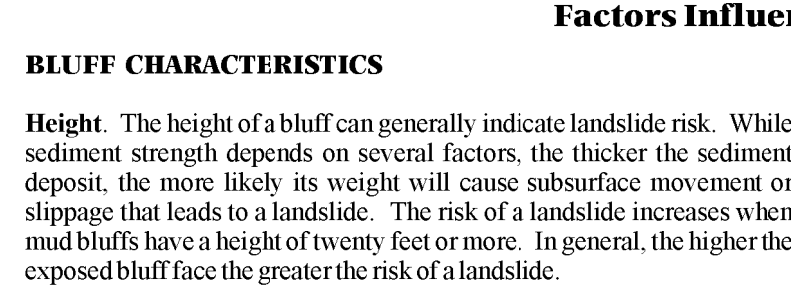 Factors Influe
BLUFF CHARACTERISTICS
Height. The height of a bluff can generally indicate landslide risk. While
sediment strength depends on several factors, the thicker the sediment
deposit, the more likely its weight will cause subsurface movement or
slippage that leads to a landslide. The risk of a landslide increases when
mud bluffs have a height of twenty feet or more. In general, the higher the
exposed bluff face the greater the risk of a landslide.